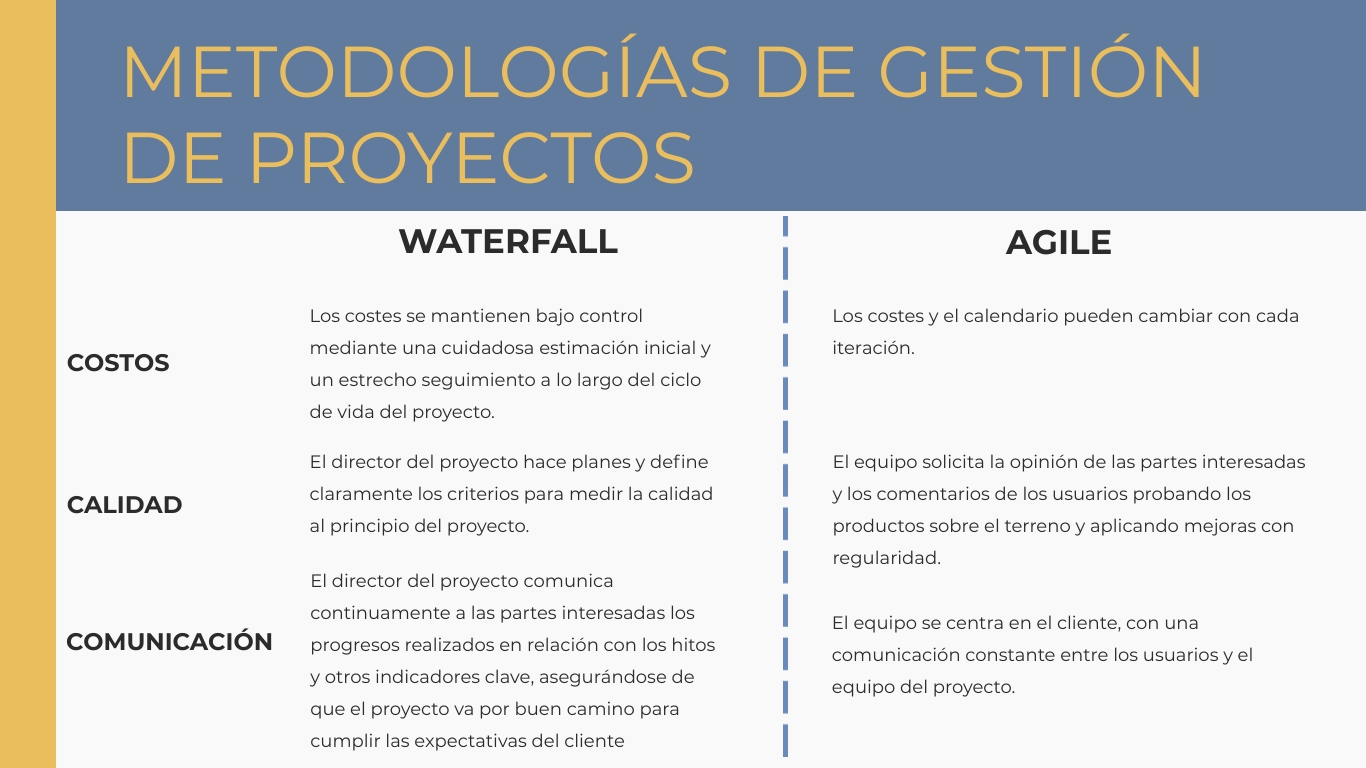 METODOLOGÍAS DE GESTIÓN
DE PROYECTOS
WATERFALL
AGILE
COSTOS
Los costes se mantienen bajo control
mediante una cuidadosa estimación inicial y
un estrecho seguimiento a lo largo del ciclo
de vida del proyecto.
Los costes y el calendario pueden cambiar con cada
iteración.
CALIDAD
El director del proyecto hace planes y define
claramente los criterios para medir la calidad
al principio del proyecto.
El equipo solicita la opinión de las partes interesadas
y los comentarios de los usuarios probando los
productos sobre el terreno y aplicando mejoras con
regularidad.
COMUNICACIÓN
El director del proyecto comunica
continuamente a las partes interesadas los
progresos realizados en relación con los hitos
y otros indicadores clave, asegurándose de
que el proyecto va por buen camino para
cumplir las expectativas del cliente
El equipo se centra en el cliente, con una
comunicación constante entre los usuarios y el
equipo del proyecto.